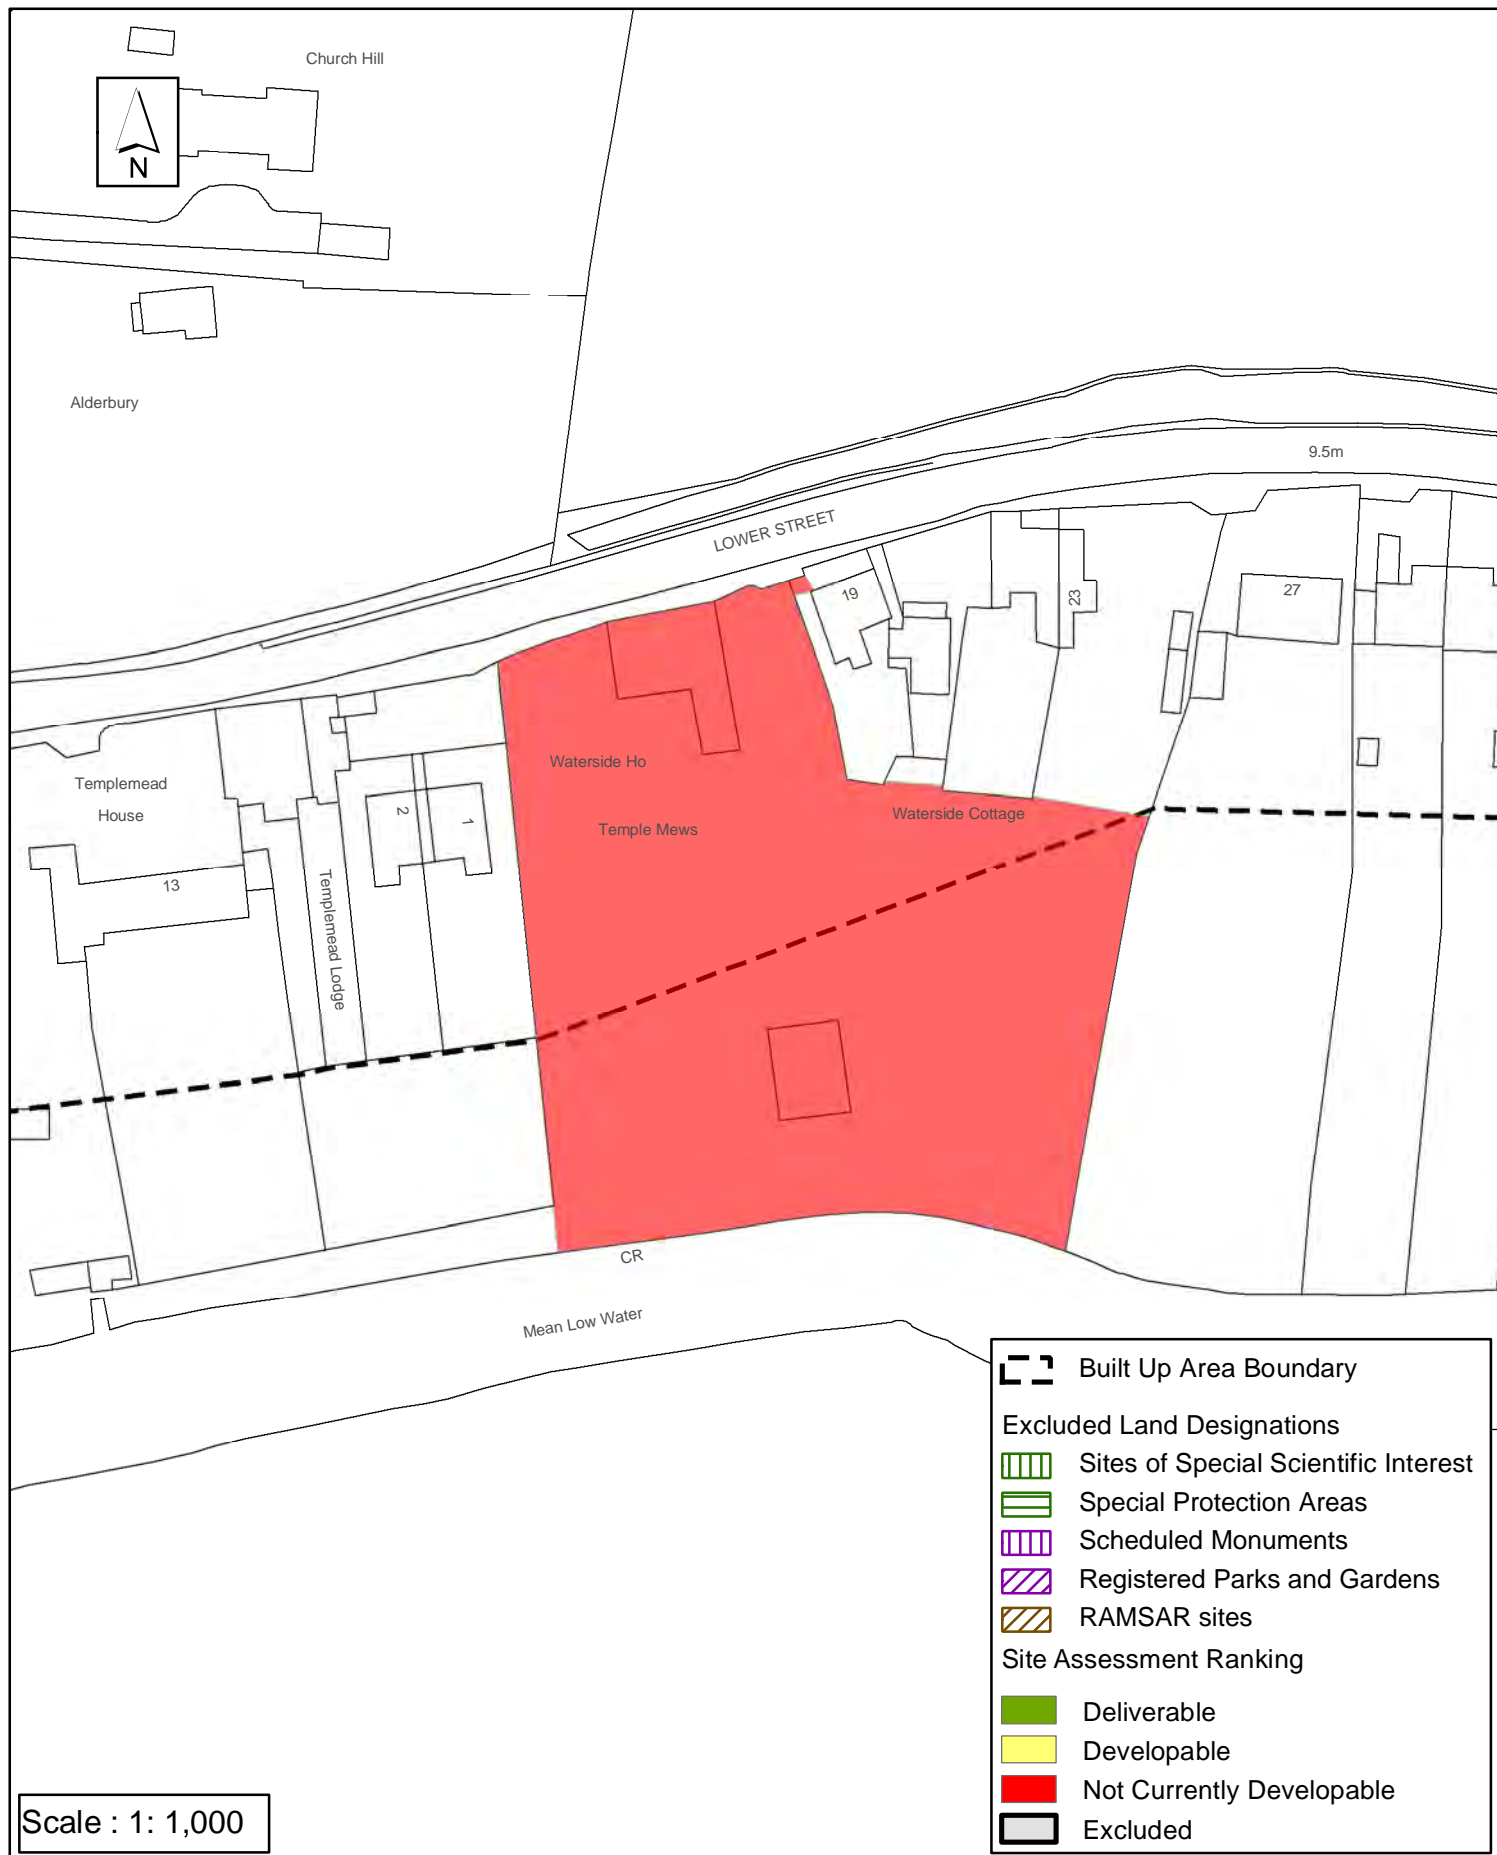 Church Hill
N
Alderbury
9.5m
LOWER STREET
19
23
27
Waterside Ho
Templemead
House
2
1
Temple Mews
Waterside Cottage
13
Templemead Lodge
CR
Mean Low Water
Built Up Area Boundary
Excluded Land Designations
Sites of Special Scientific Interest
Special Protection Areas
Scheduled Monuments
Registered Parks and Gardens
RAMSAR sites
Site Assessment Ranking
Deliverable
Developable
Not Currently Developable
Excluded
Scale : 1: 1,000